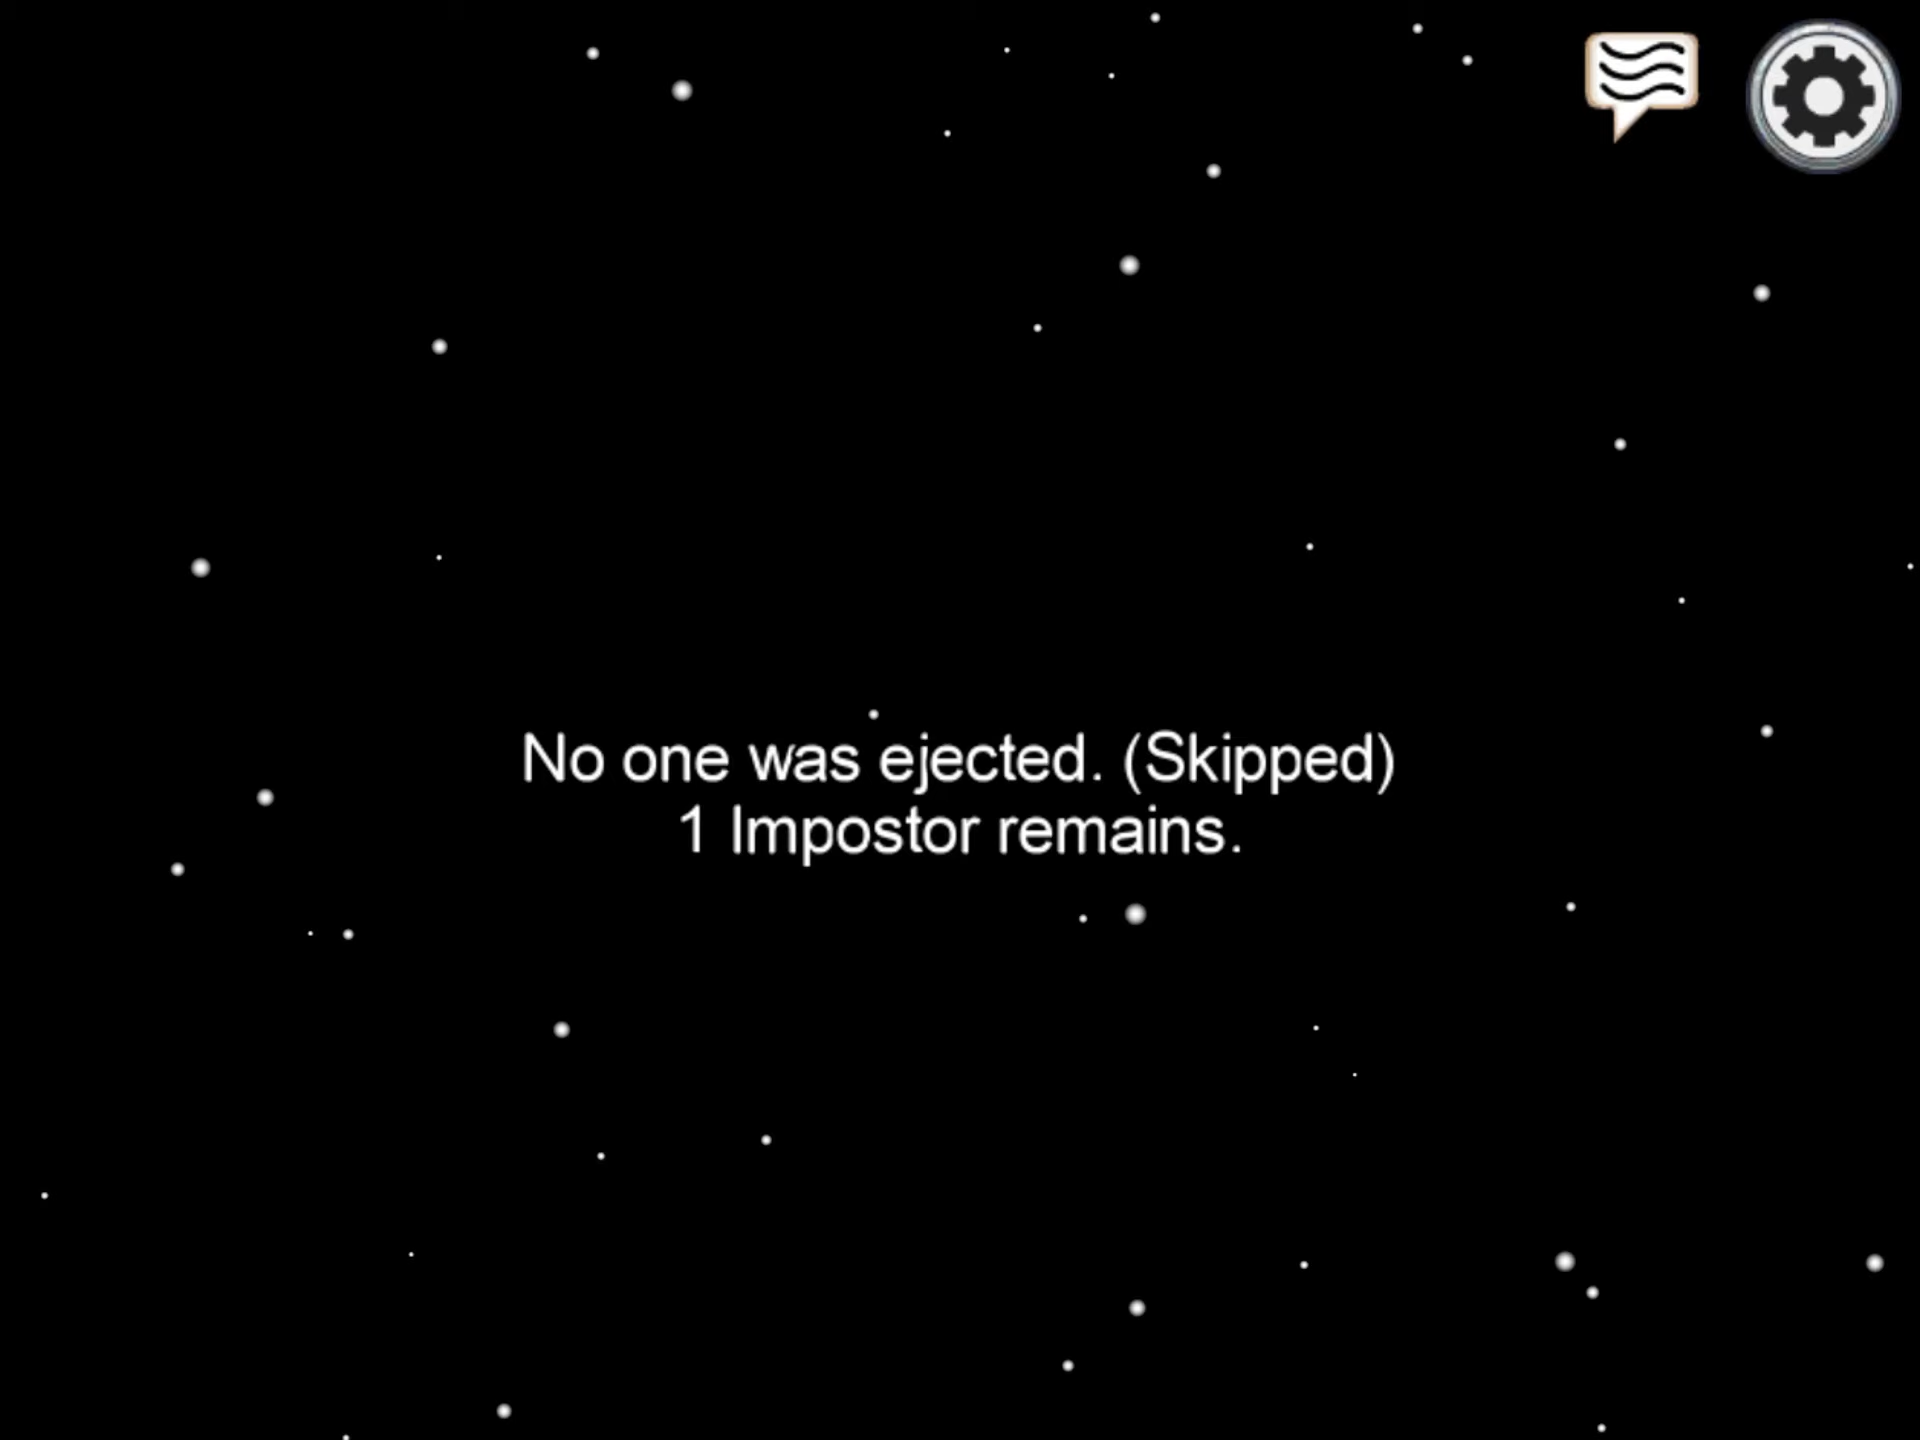 No one was ejected. (Skipped)
1 Impostor remains.